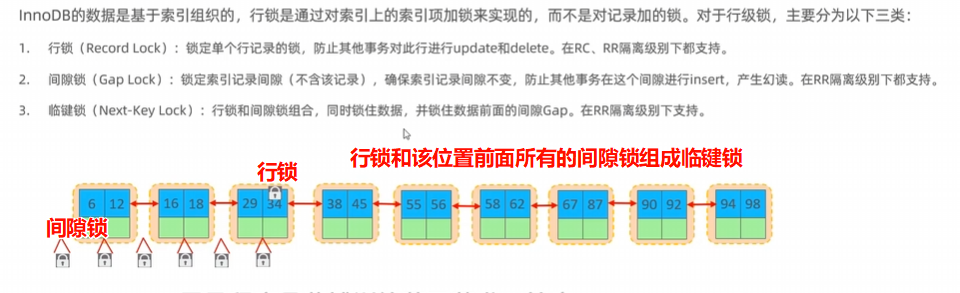 InnoDB的数据是基于索引组织的，行锁是通过对索引上的索引项加锁来实现的，而不是对记录加的锁。对于行级锁，主要分为以下三类：
1. 行锁（Record Lock）：锁定单个行记录的锁，防止其他事务对此行进行update和delete。在RC、RR隔离级别下都支持。
2. 间隙锁（Gap Lock）：锁定索引记录间隙（不含该记录），确保索引记录间隙不变，防止其他事务在这个间隙进行insert，产生幻读。在RR隔离级别下都支持。
3. 临键锁（Next-Key Lock）：行锁和间隙锁组合，同时锁住数据，并锁住数据前面的间隙Gap。在RR隔离级别下支持。
行锁和该位置前面所有的间隙锁组成临键锁
行锁
6 12 16 18 29 34 38 45 55 56 58 62 67 87 90 92 94 98
间隙锁